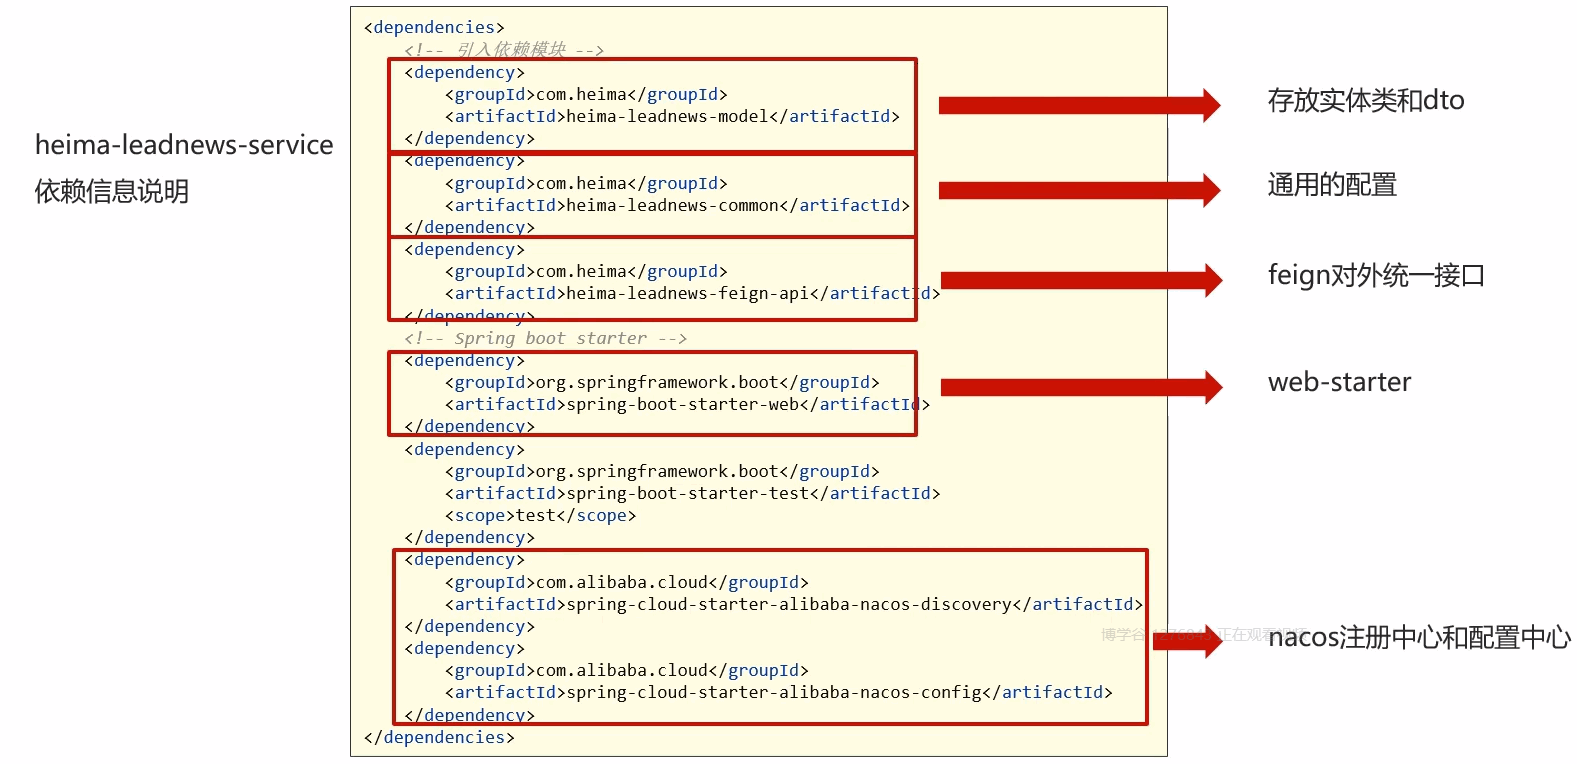 heima-leadnews-service
依赖信息说明
<dependencies>
<!-- 引入依赖模块 -->
<dependency>
<groupId>com.heima</groupId>
<artifactId>heima-leadnews-model</artifactId>
</dependency>
<dependency>
<groupId>com.heima</groupId>
<artifactId>heima-leadnews-common</artifactId>
</dependency>
<dependency>
<groupId>com.heima</groupId>
<artifactId>heima-leadnews-feign-api</artifactId>
</dependency>
<!-- Spring boot starter -->
<dependency>
<groupId>org.springframework.boot</groupId>
<artifactId>spring-boot-starter-web</artifactId>
</dependency>
<dependency>
<groupId>org.springframework.boot</groupId>
<artifactId>spring-boot-starter-test</artifactId>
<scope>test</scope>
</dependency>
<dependency>
<groupId>com.alibaba.cloud</groupId>
<artifactId>spring-cloud-starter-alibaba-nacos-discovery</artifactId>
</dependency>
<dependency>
<groupId>com.alibaba.cloud</groupId>
<artifactId>spring-cloud-starter-alibaba-nacos-config</artifactId>
</dependency>
</dependencies>
存放实体类和dto
通用的配置
feign对外统一接口
web-starter
nacos注册中心和配置中心
博学谷 正在观看视频